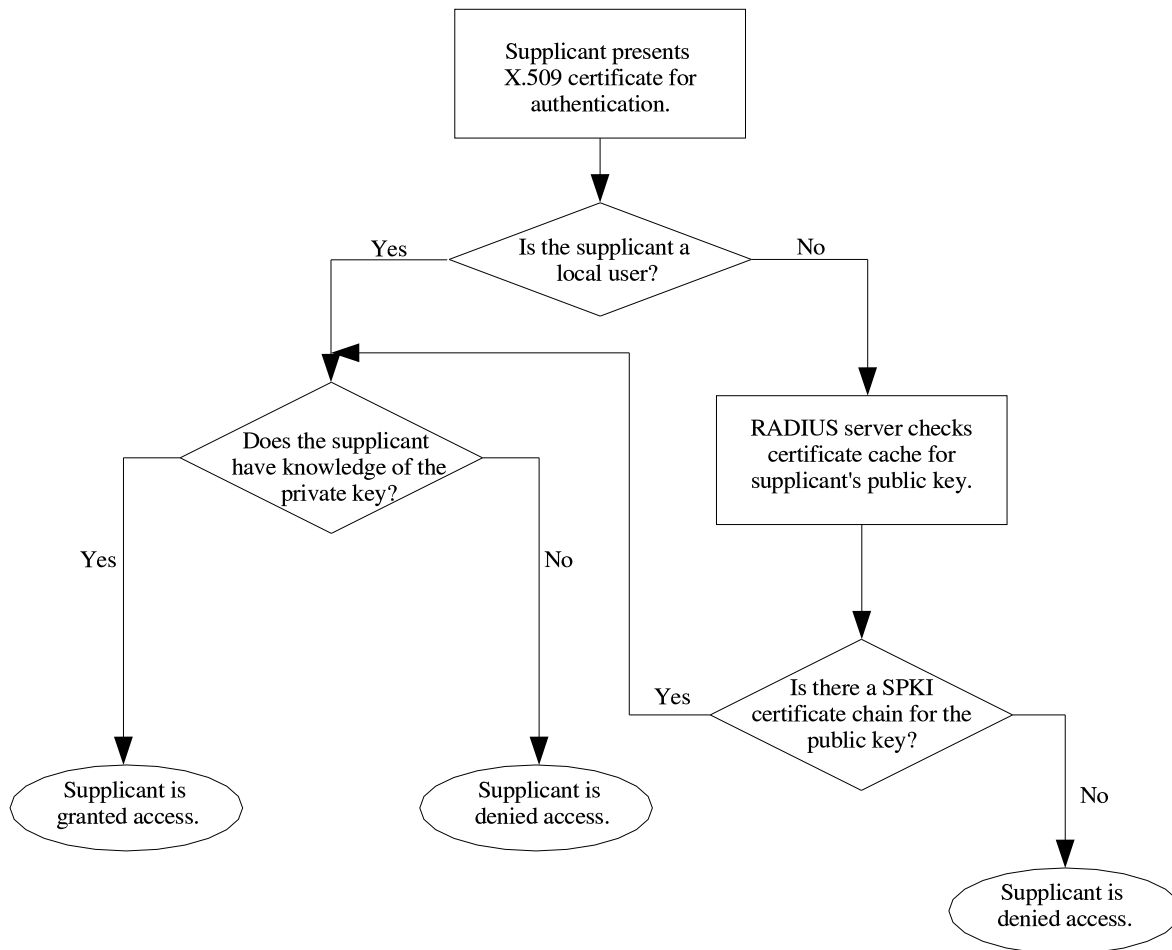 Supplicant presents
X.509 certificate for
authentication.
Yes
Is the supplicant a
local user?
No
Does the supplicant
have knowledge of the
private key?
RADIUS server checks
certificate cache for
supplicant's public key.
Yes
No
Yes
Is there a SPKI
certificate chain for the
public key?
No
Supplicant is
granted access.
Supplicant is
denied access.
Supplicant is
denied access.